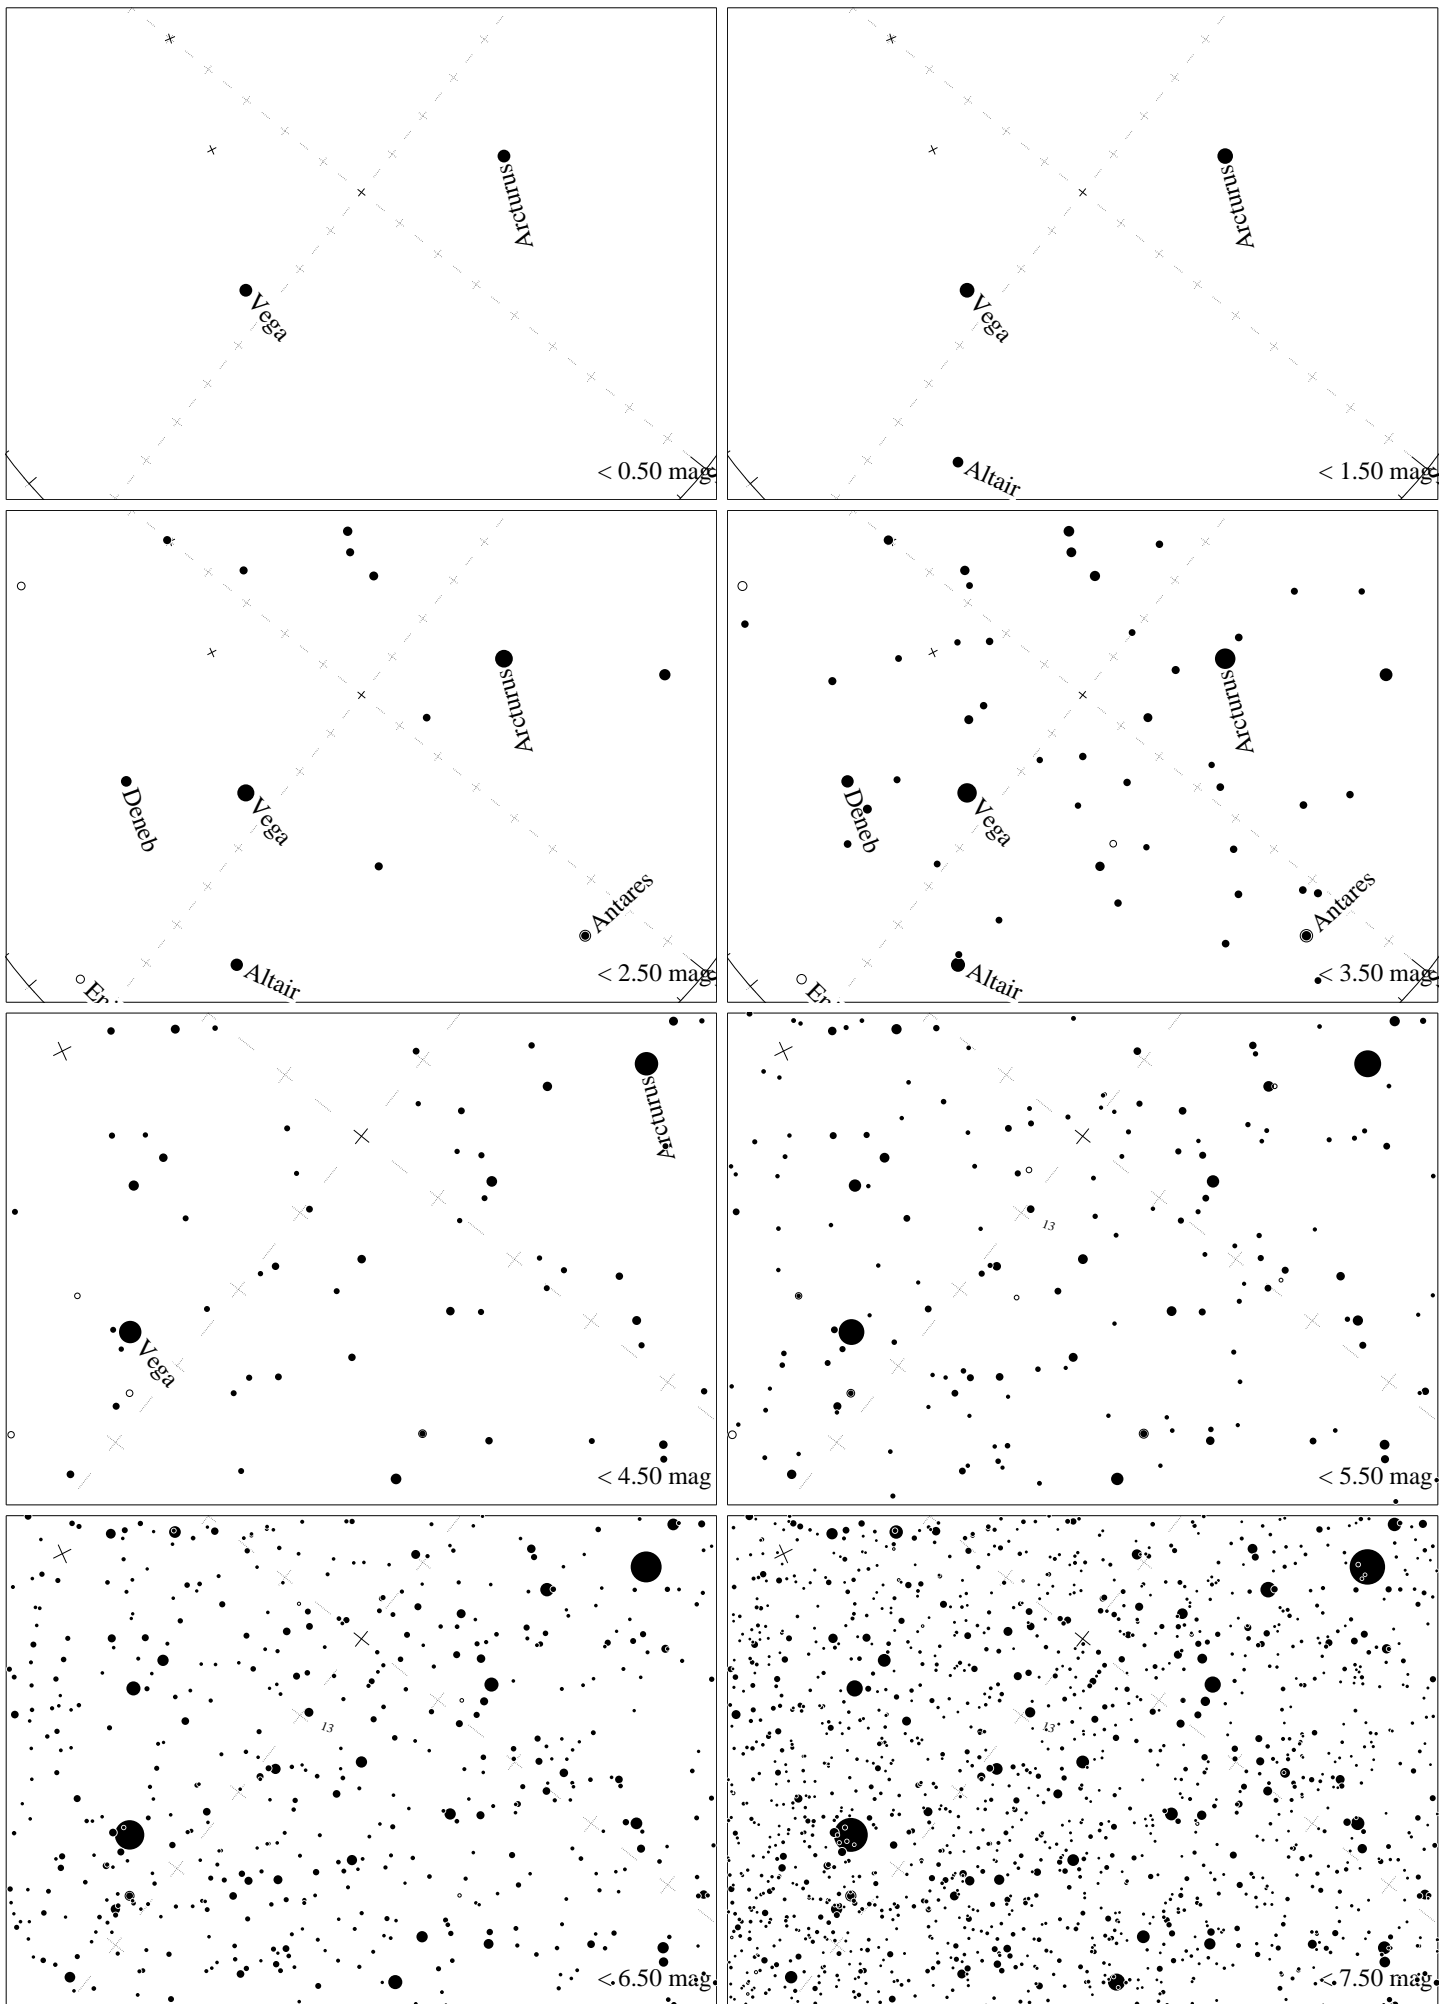 Arcturus
Vega
< 0.50 mag
Arcturus
Vega
Altair
< 1.50 mag
Arcturus
Deneb
Vega
Antares
Altair
< 2.50 mag
Arcturus
Deneb
Vega
Antares
Altair
< 3.50 mag
Arcturus
Vega
< 4.50 mag
13
< 5.50 mag
13
< 6.50 mag
13
< 7.50 mag